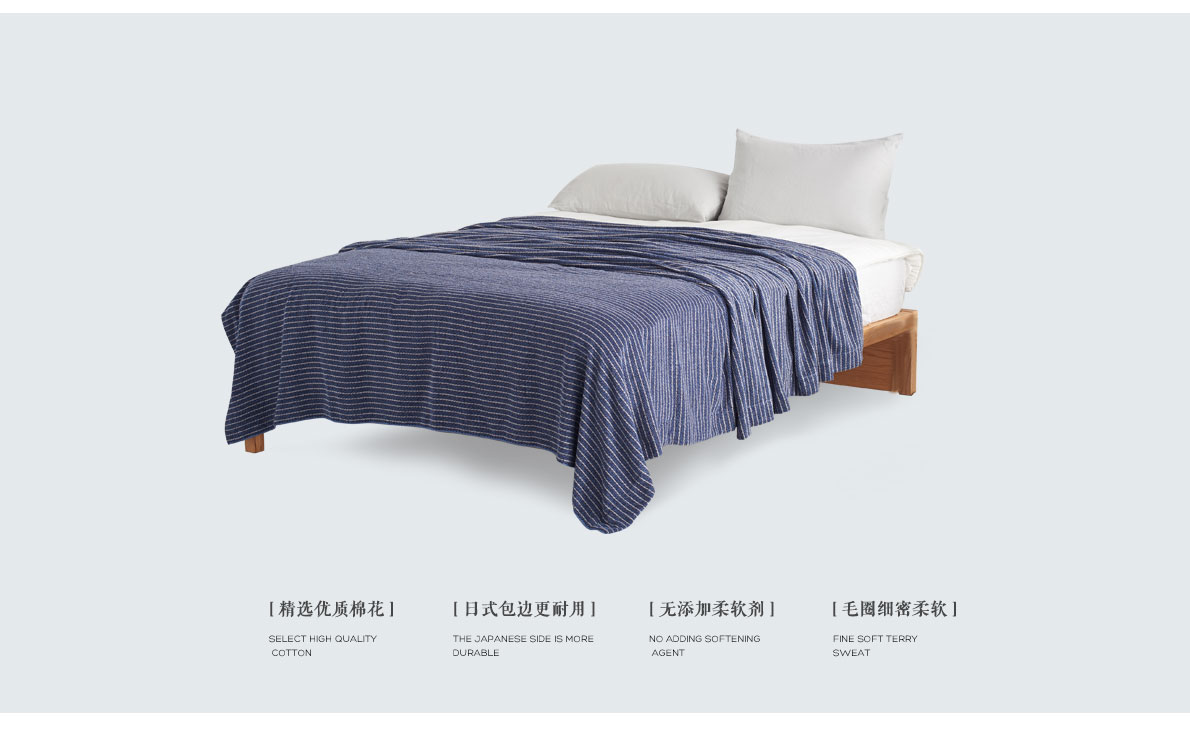 [ 精选优质棉花 ]
[ 日式包边更耐用 ]
[ 无添加柔软剂 ]
[ 毛圈细密柔软 ]
SELECT HIGH QUALITY
COTTON
THE JAPANESE SIDE IS MORE
DURABLE
NO ADDING SOFTENING
AGENT
FINE SOFT TERRY
SWEAT